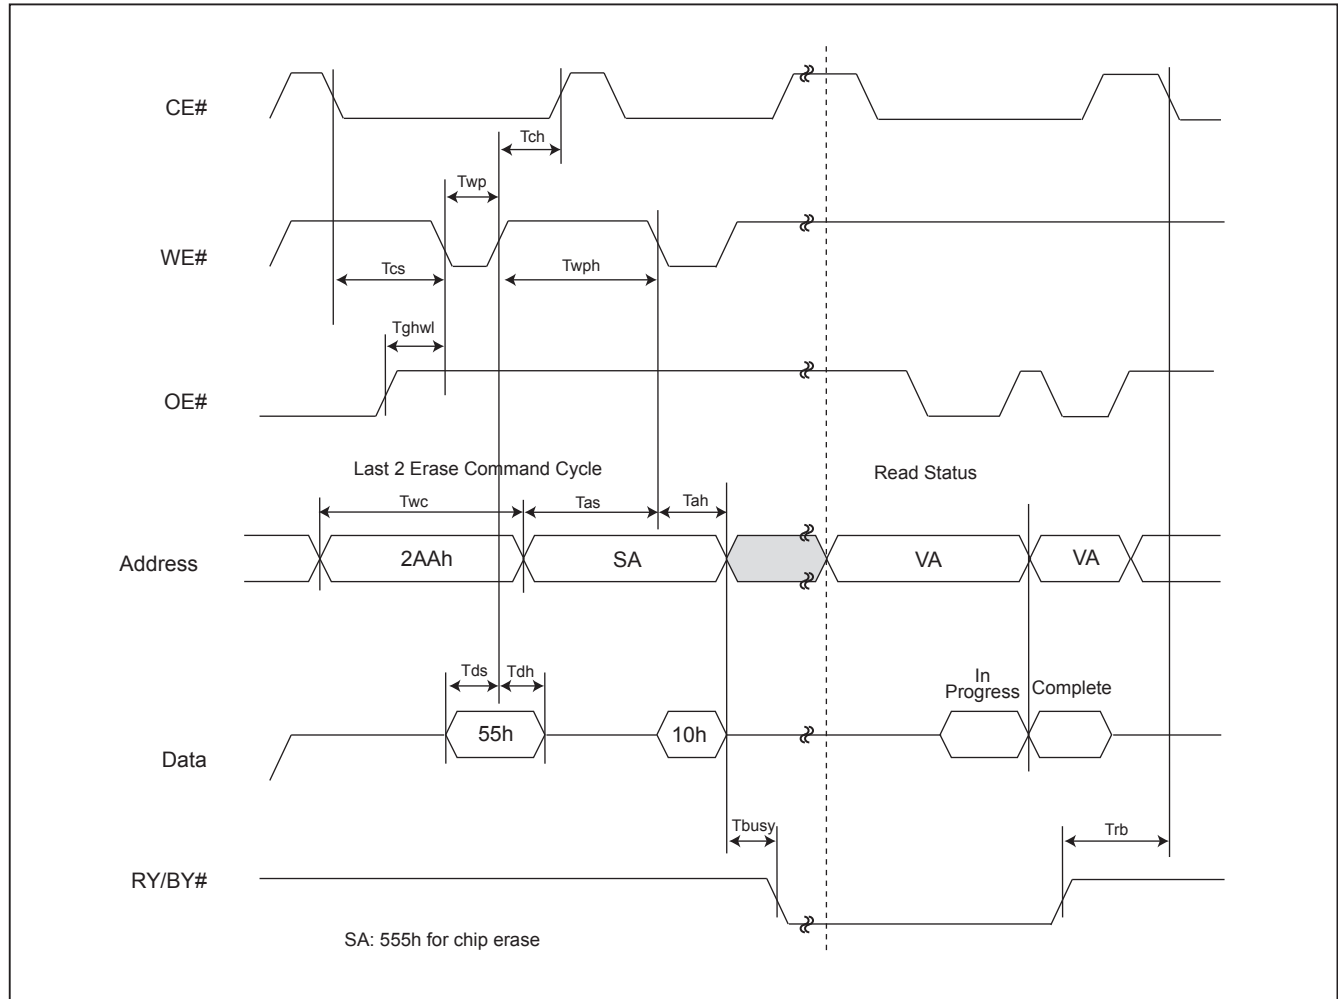 CE#
Tch
Twp
WE#
Tcs
Twph
Tghwl
OE#
Last 2 Erase Command Cycle
Read Status
Twc
Tas
Tah
Address
2AAh
SA
VA
VA
Tds
Tdh
In
Progress
Complete
Data
55h
10h
Tbusy
Trb
RY/BY#
SA: 555h for chip erase